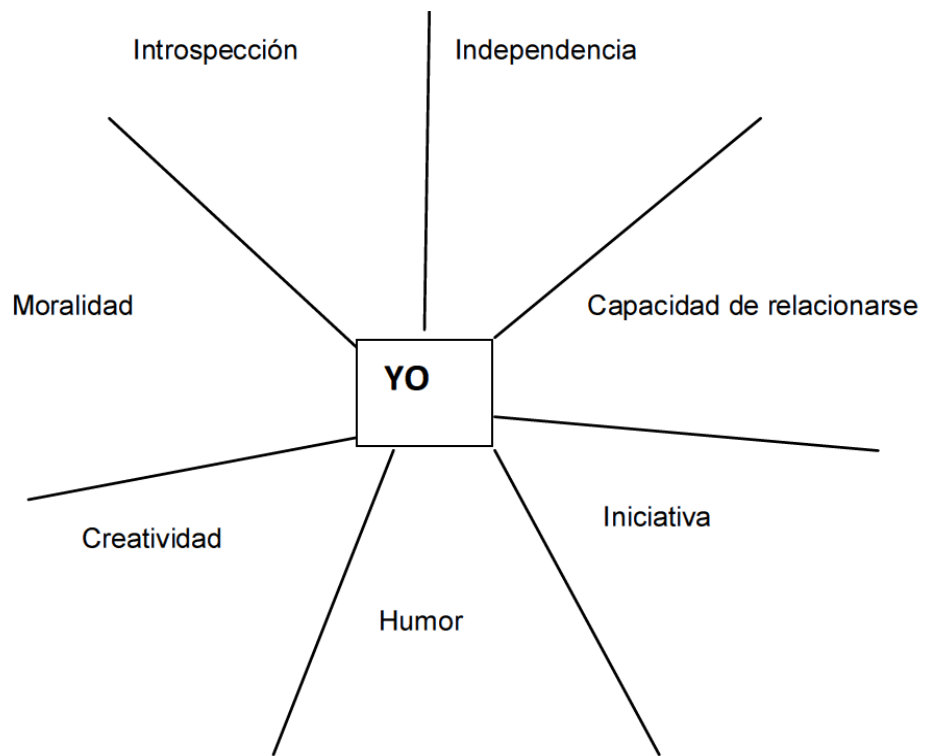 Introspección
Independencia
Moralidad
Capacidad de relacionarse
YO
Iniciativa
Creatividad
Humor